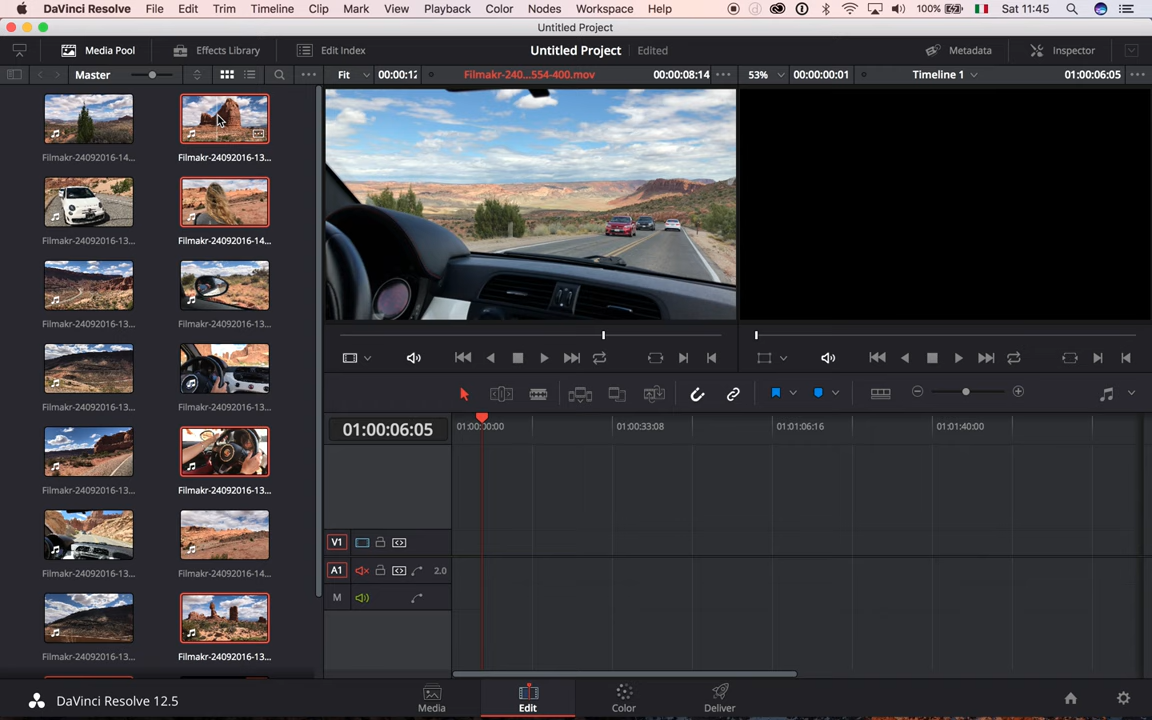 DaVinci Resolve File Edit Trim Timeline Clip Mark View Playback Color Nodes Workspace Help 100% Sat 11:45
Untitled Project
Media Pool Effects Library Edit Index Untitled Project Edited Metadata Inspector
Master Fit 00:00:12 Filmakr-240...554-400.mov 00:00:08:14 53% 00:00:00:01 Timeline 1 01:00:06:05
Filmakr-24092016-14... Filmakr-24092016-13...
Filmakr-24092016-13... Filmakr-24092016-14...
Filmakr-24092016-13... Filmakr-24092016-13...
Filmakr-24092016-13... Filmakr-24092016-13...
Filmakr-24092016-13... Filmakr-24092016-13...
Filmakr-24092016-13... Filmakr-24092016-14...
Filmakr-24092016-13... Filmakr-24092016-13...
01:00:06:05 01:00:00:00 01:00:33:08 01:01:06:16 01:01:40:00
V1
A1 2.0
M
DaVinci Resolve 12.5 Media Edit Color Deliver